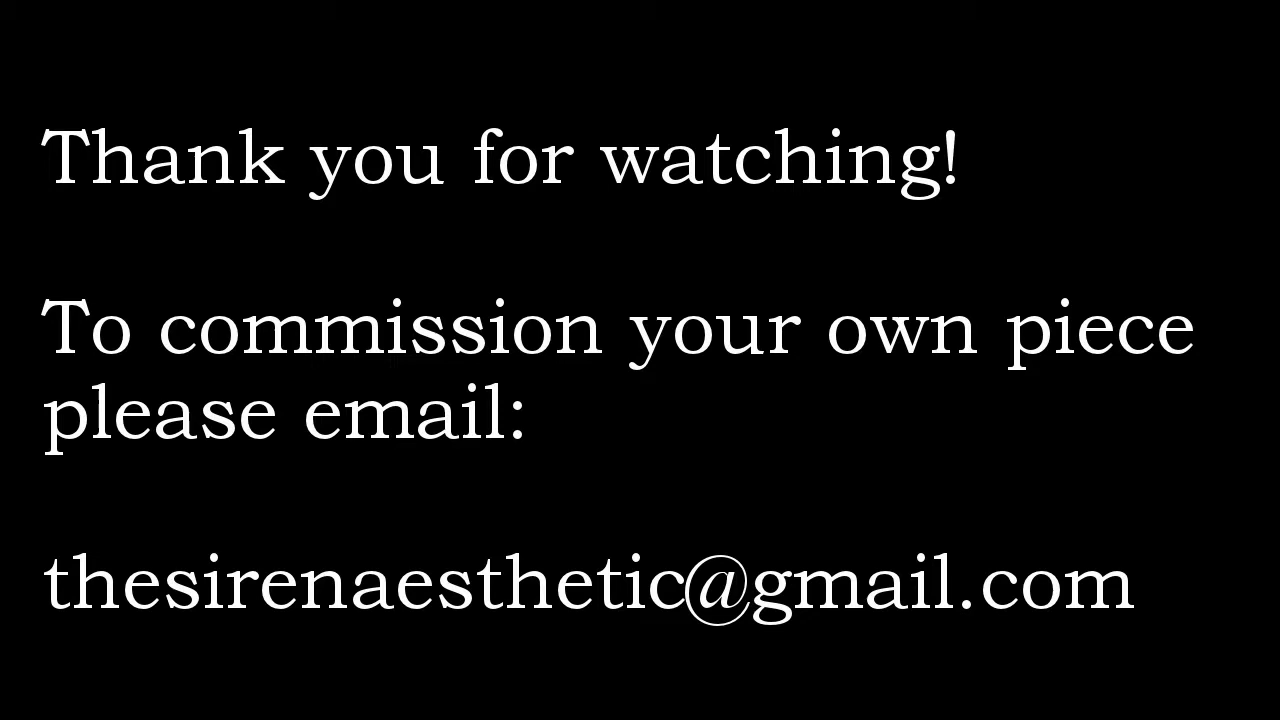 Thank you for watching!
To commission your own piece
please email:
thesirenaesthetic@gmail.com